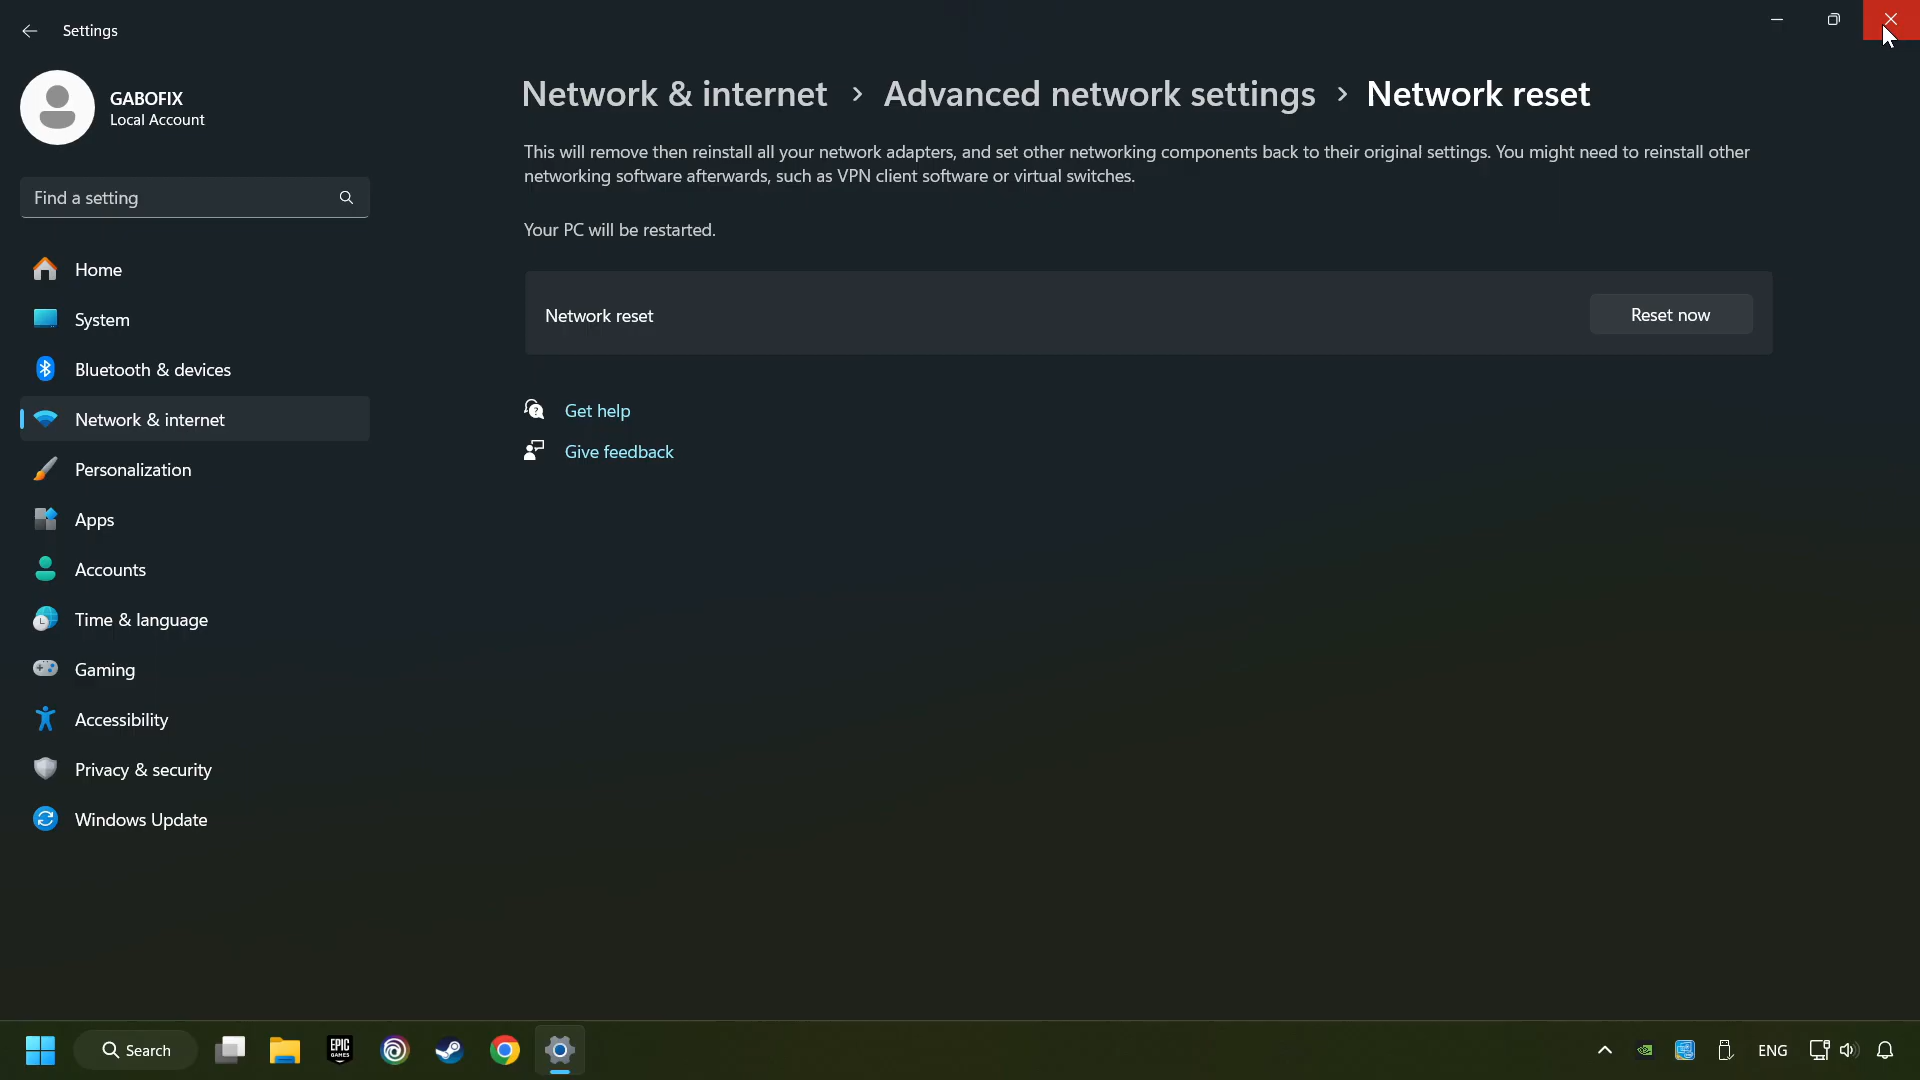 Settings
GABOFIX
Local Account
Find a setting
Home
System
Bluetooth & devices
Network & internet
Personalization
Apps
Accounts
Time & language
Gaming
Accessibility
Privacy & security
Windows Update
Network & internet > Advanced network settings > Network reset
This will remove then reinstall all your network adapters, and set other networking components back to their original settings. You might need to reinstall other
networking software afterwards, such as VPN client software or virtual switches.
Your PC will be restarted.
Network reset
Reset now
Get help
Give feedback
Search
EPIC
GAMES
ENG